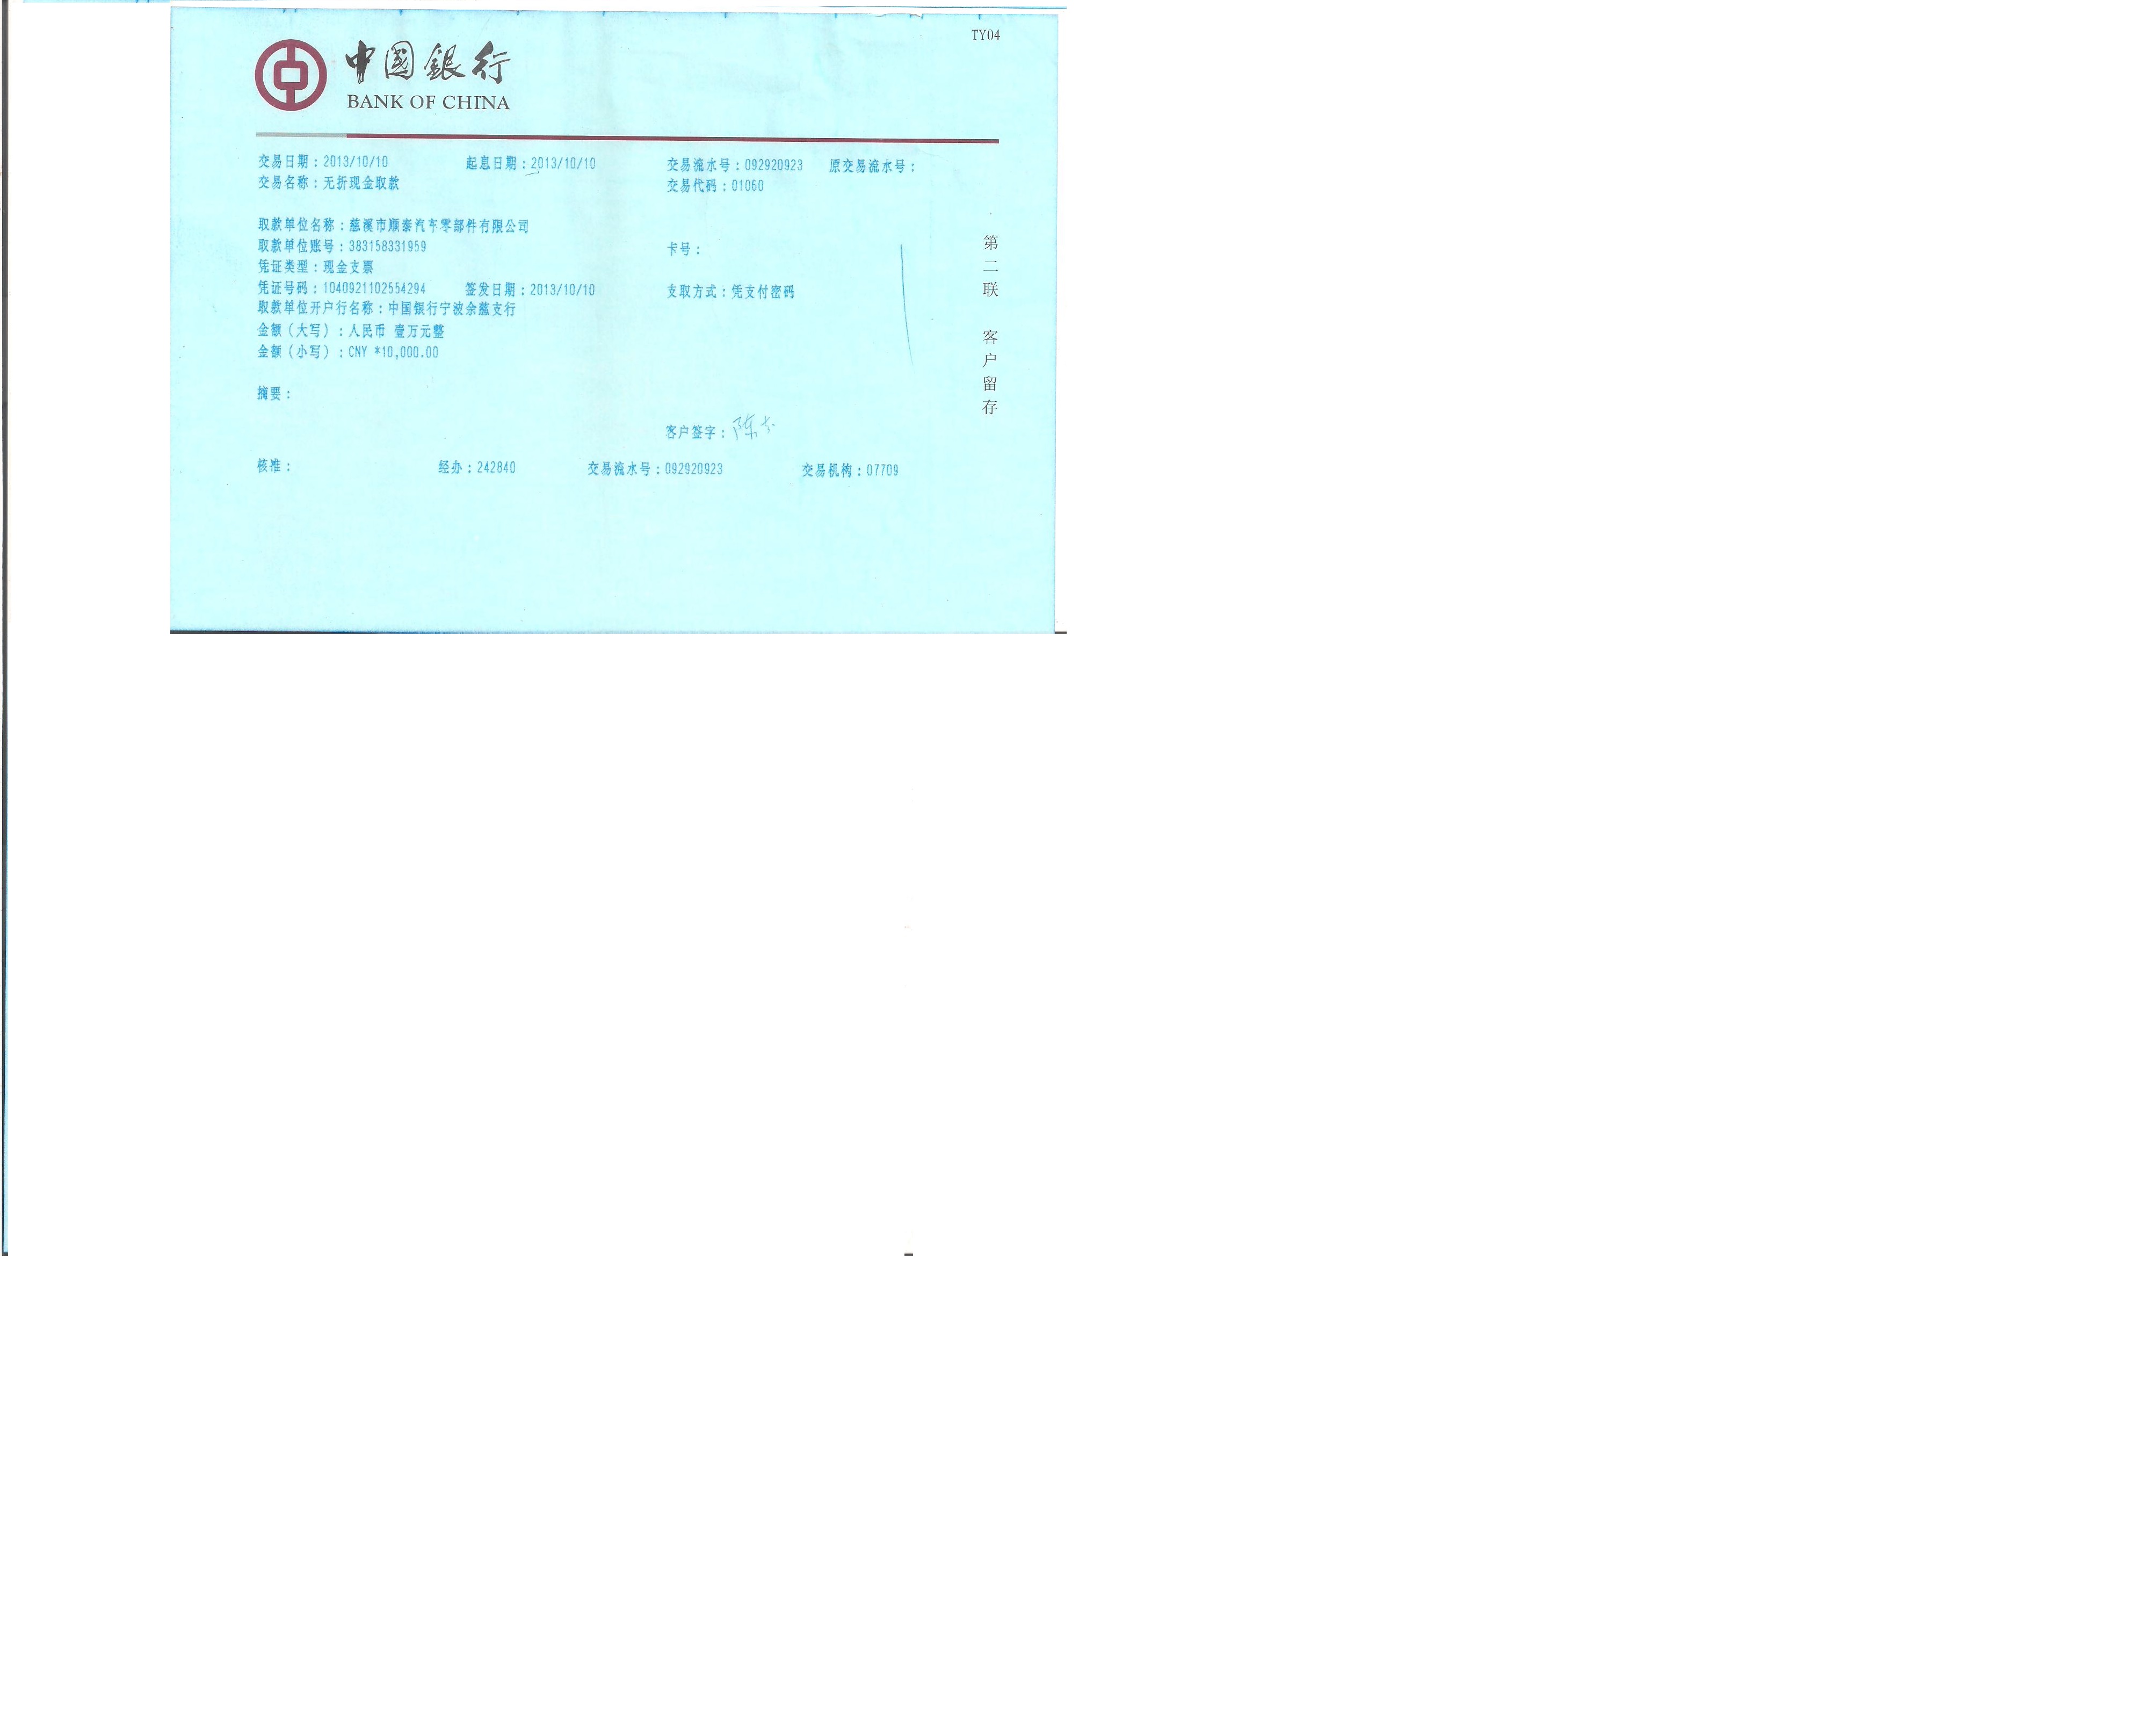 TY04
中國銀行
BANK OF CHINA
交易日期：2013/10/10 起息日期：2013/10/10 交易流水号：092920923 原交易流水号：
交易名称：无折现金取款 交易代码：01060
取款单位名称：慈溪市顺泰汽车零部件有限公司
取款单位账号：383158331959 卡号：
凭证类型：现金支票
凭证号码：1040921102554294 签发日期：2013/10/10 支取方式：凭支付密码
取款单位开户行名称：中国银行宁波余慈支行
金额（大写）：人民币 壹万元整
金额（小写）：CNY *10,000.00
摘要：
客户签字：陈
核准： 经办：242840 交易流水号：092920923 交易机构：07709
第二联 客户留存